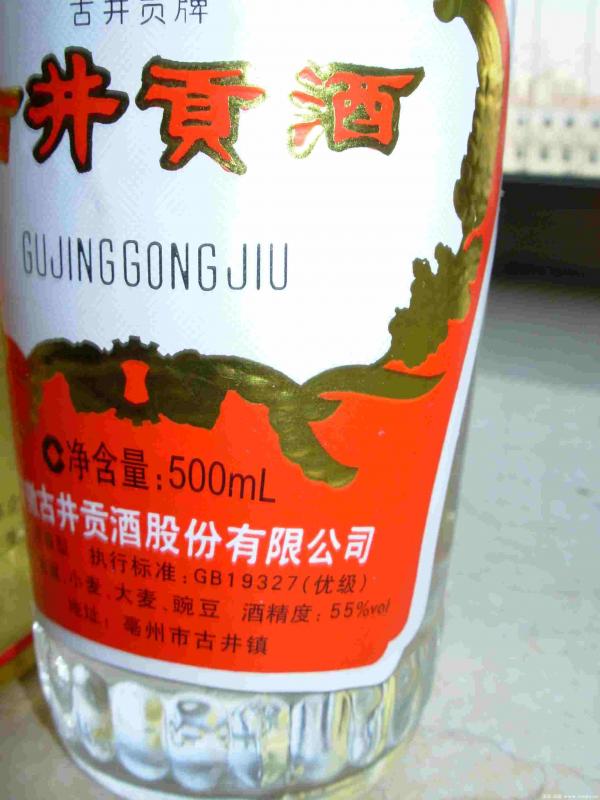 古井贡牌
井貢酒
GUJINGGONGJIU
C净含量:500mL
古井贡酒股份有限公司
执行标准:GB19327(优级)
小麦、大麦、豌豆 酒精度:55%vol
地址:亳州市古井镇